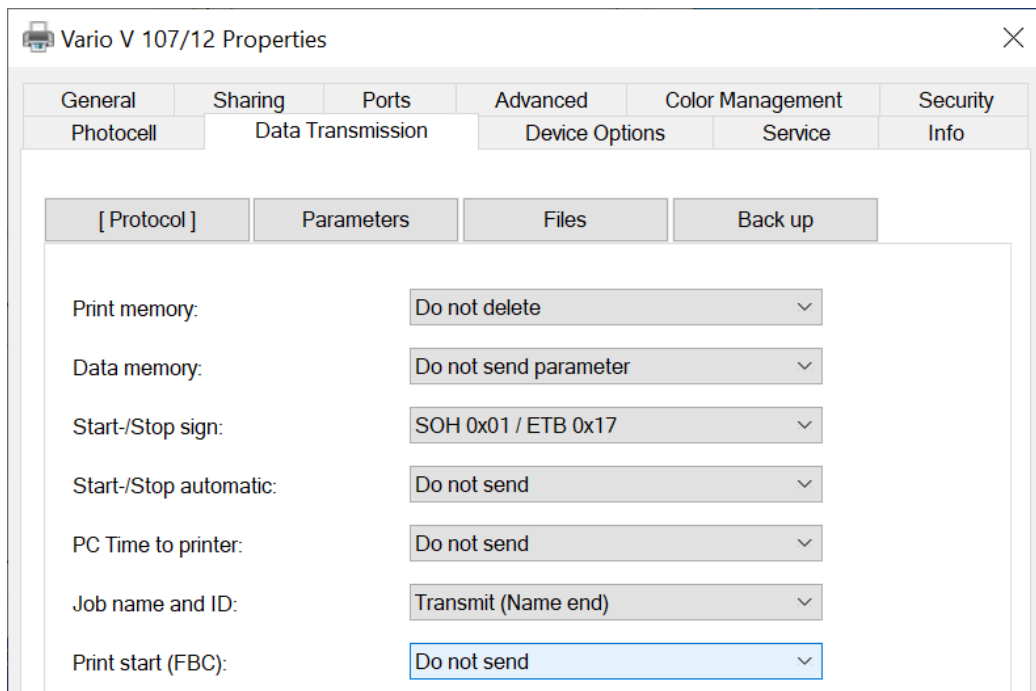 Vario V 107/12 Properties
General Sharing Ports Advanced Color Management Security
Photocell Data Transmission Device Options Service Info
[ Protocol ] Parameters Files Back up
Print memory: Do not delete
Data memory: Do not send parameter
Start-/Stop sign: SOH 0x01 / ETB 0x17
Start-/Stop automatic: Do not send
PC Time to printer: Do not send
Job name and ID: Transmit (Name end)
Print start (FBC): Do not send